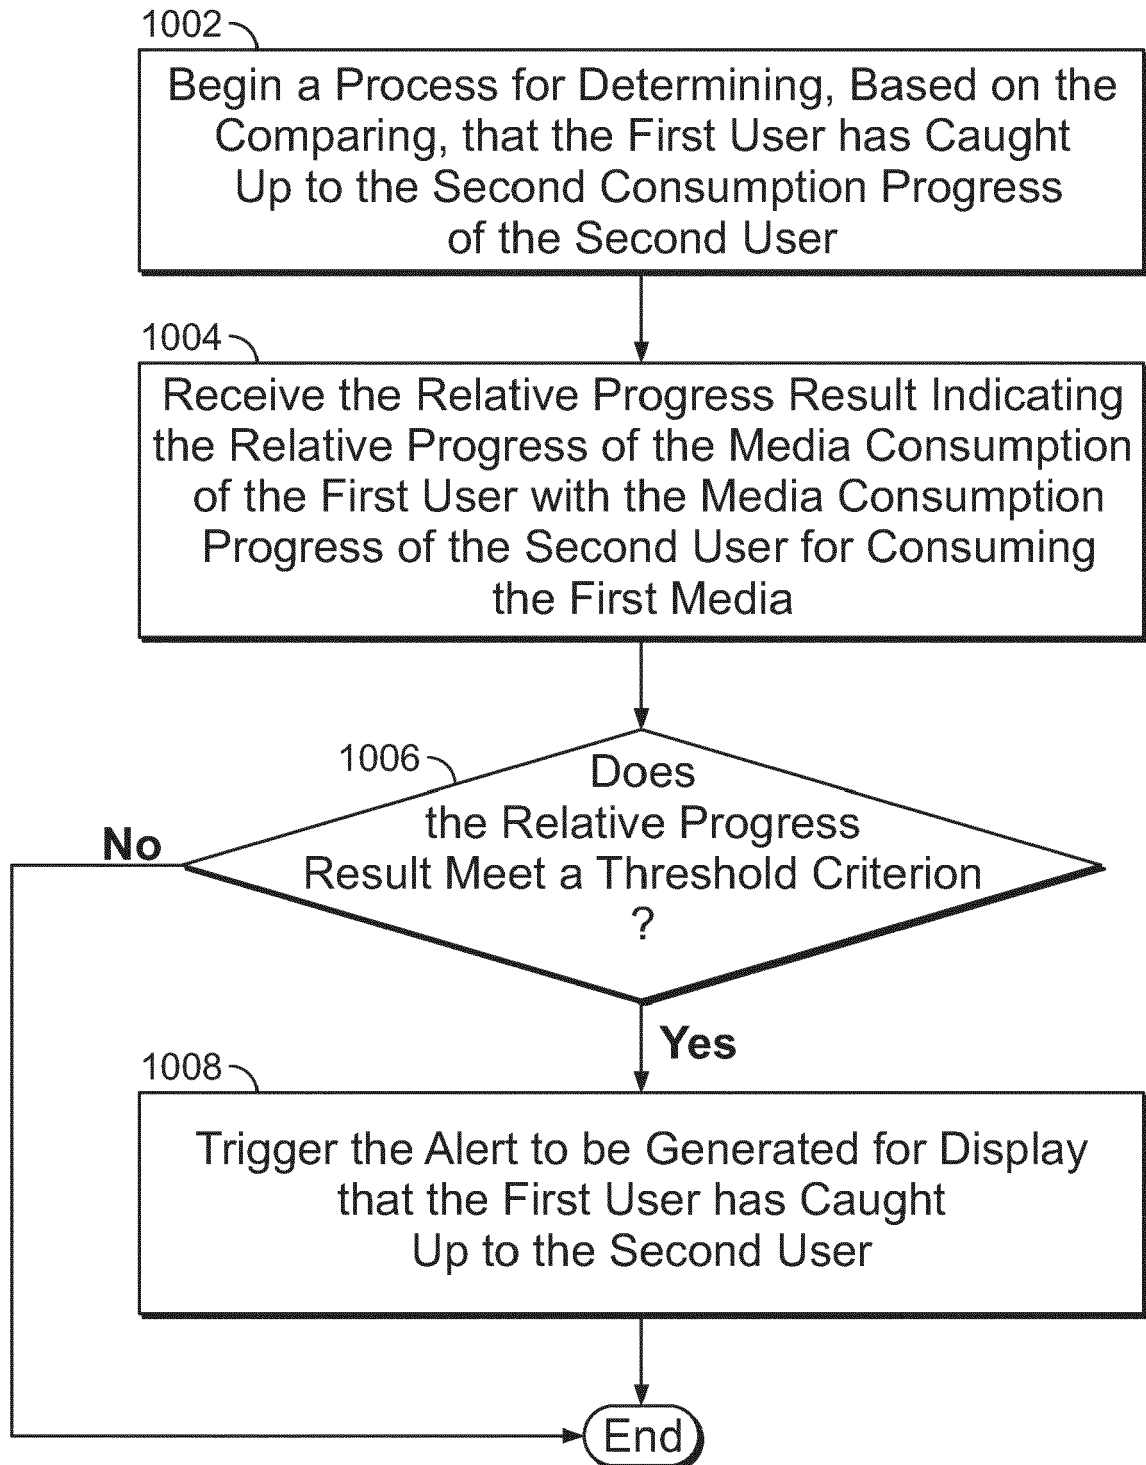 1002
Begin a Process for Determining, Based on the
Comparing, that the First User has Caught
Up to the Second Consumption Progress
of the Second User
1004
Receive the Relative Progress Result Indicating
the Relative Progress of the Media Consumption
of the First User with the Media Consumption
Progress of the Second User for Consuming
the First Media
1006
Does
the Relative Progress
Result Meet a Threshold Criterion
?
No
Yes
1008
Trigger the Alert to be Generated for Display
that the First User has Caught
Up to the Second User
End